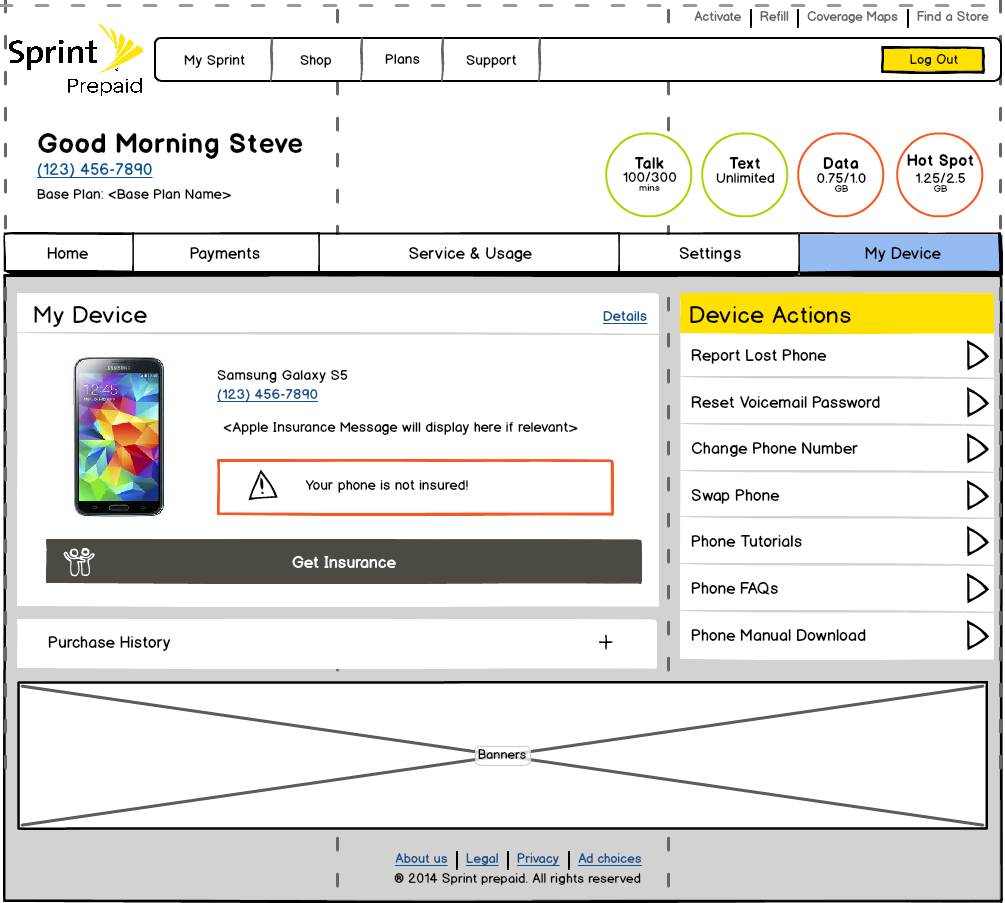 Activate Refill Coverage Maps Find a Store
Sprint
Prepaid
My Sprint Shop Plans Support Log Out
Good Morning Steve
(123) 456-7890
Base Plan: <Base Plan Name>
Talk
100/300
mins
Text
Unlimited
Data
0.75/1.0
GB
Hot Spot
1.25/2.5
GB
Home Payments Service & Usage Settings My Device
My Device Details
SAMSUNG
12:45
Samsung Galaxy S5
(123) 456-7890
<Apple Insurance Message will display here if relevant>
Your phone is not insured!
Get Insurance
Purchase History +
Device Actions
Report Lost Phone
Reset Voicemail Password
Change Phone Number
Swap Phone
Phone Tutorials
Phone FAQs
Phone Manual Download
Banners
About us Legal Privacy Ad choices
® 2014 Sprint prepaid. All rights reserved